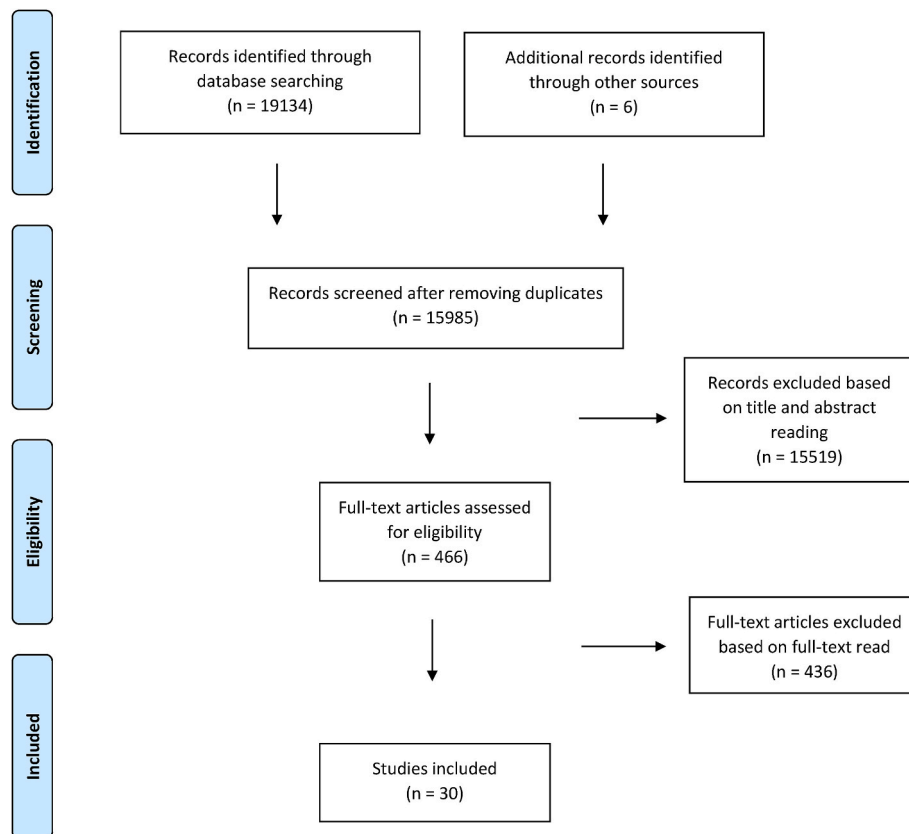 Identification
Records identified through
database searching
(n = 19134)
Additional records identified
through other sources
(n = 6)
Screening
Records screened after removing duplicates
(n = 15985)
Records excluded based
on title and abstract
reading
(n = 15519)
Eligibility
Full-text articles assessed
for eligibility
(n = 466)
Full-text articles excluded
based on full-text read
(n = 436)
Included
Studies included
(n = 30)